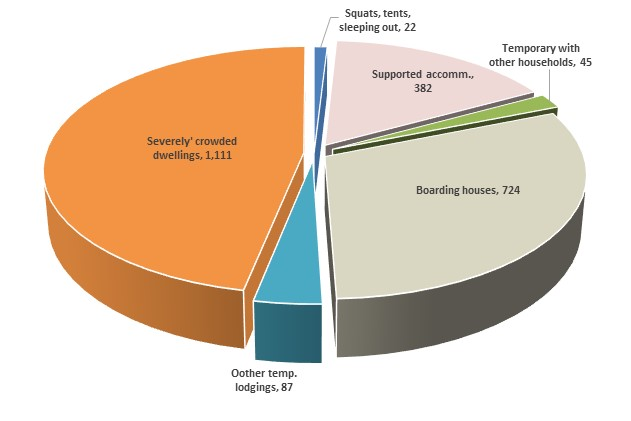 Squats, tents,
sleeping out, 22
Temporary with
other households, 45
Supported accomm.,
382
Severely' crowded
dwellings, 1,111
Boarding houses, 724
Oother temp.
lodgings, 87